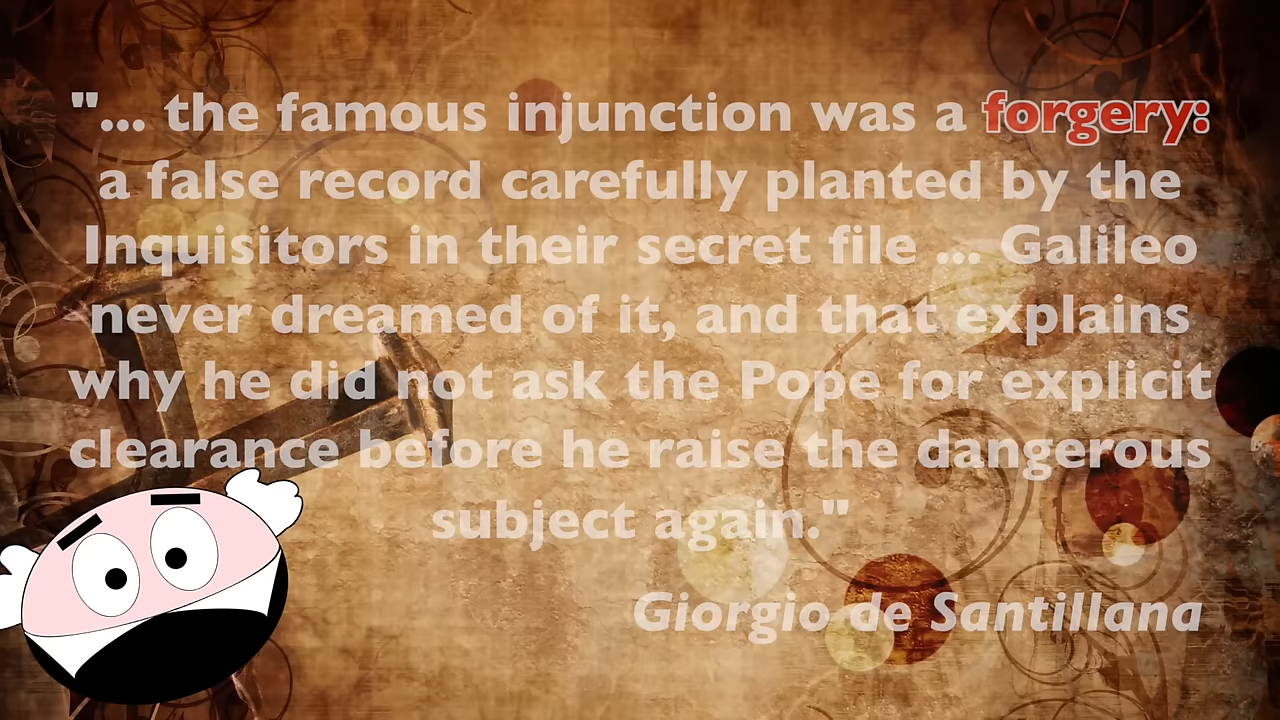 "... the famous injunction was a forgery:
a false record carefully planted by the
Inquisitors in their secret file ... Galileo
never dreamed of it, and that explains
why he did not ask the Pope for explicit
clearance before he raise the dangerous
subject again."
Giorgio de Santillana